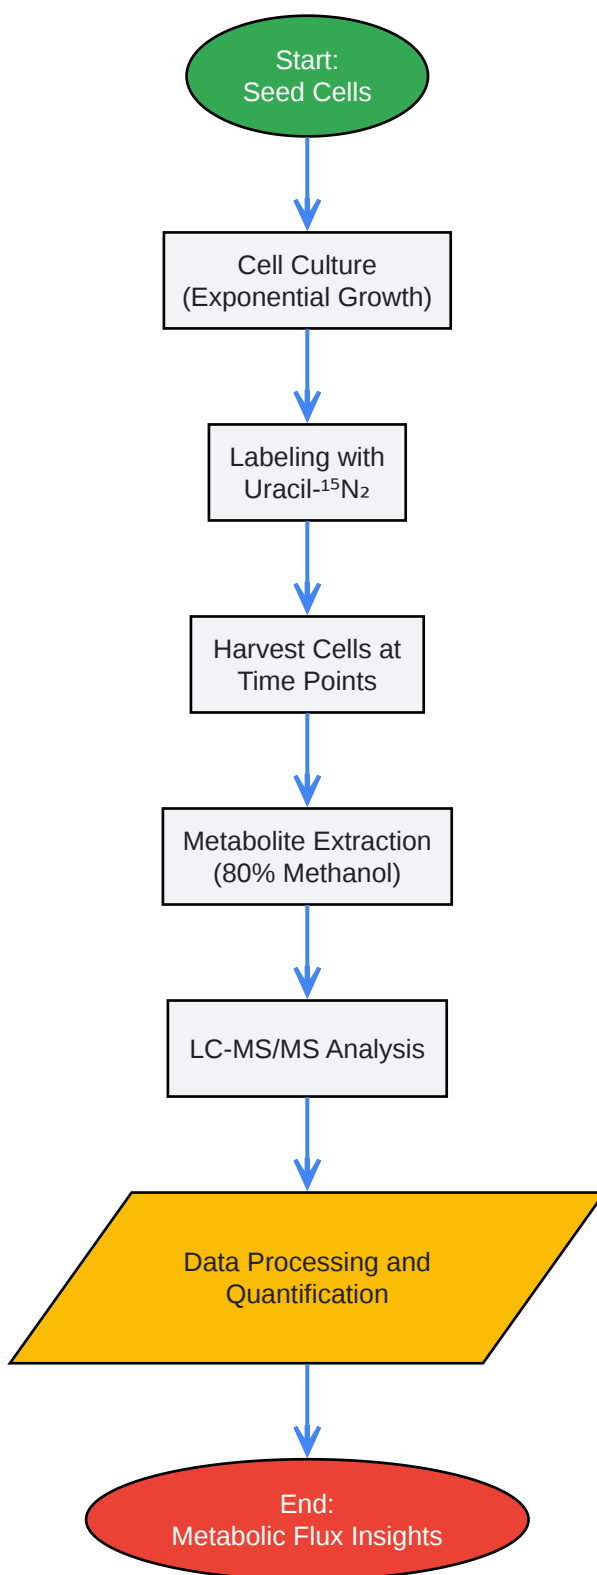 Start:
Seed Cells
Cell Culture
(Exponential Growth)
Labeling with
Uracil-¹⁵N₂
Harvest Cells at
Time Points
Metabolite Extraction
(80% Methanol)
LC-MS/MS Analysis
Data Processing and
Quantification
End:
Metabolic Flux Insights